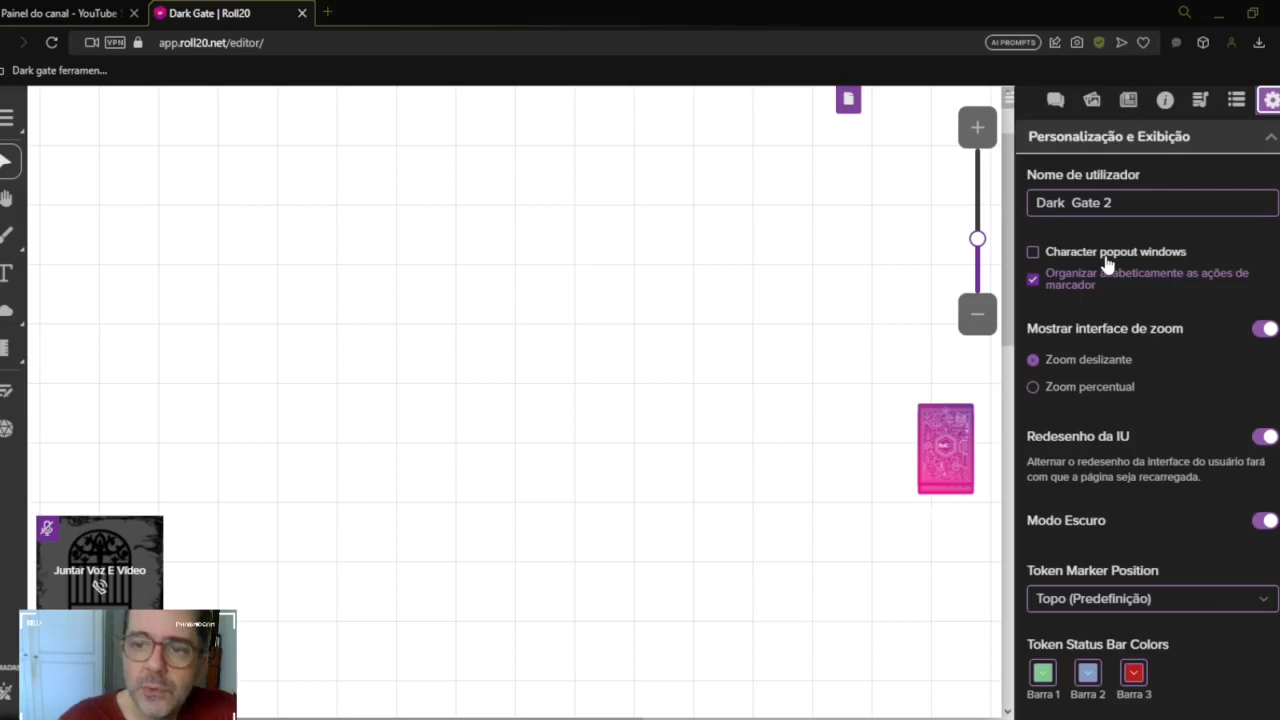 Painel do canal - YouTube
Dark Gate | Roll20
VPN
app.roll20.net/editor/
AI PROMPTS
Dark gate ferramen...
Personalização e Exibição
Nome de utilizador
Dark Gate 2
Character popout windows
Organizar alfabeticamente as ações de
marcador
Mostrar interface de zoom
Zoom deslizante
Zoom percentual
Redesenho da IU
Alternar o redesenho da interface do usuário fará
com que a página seja recarregada.
Modo Escuro
Token Marker Position
Topo (Predefinição)
Token Status Bar Colors
Barra 1 Barra 2 Barra 3
Juntar Voz E Vídeo